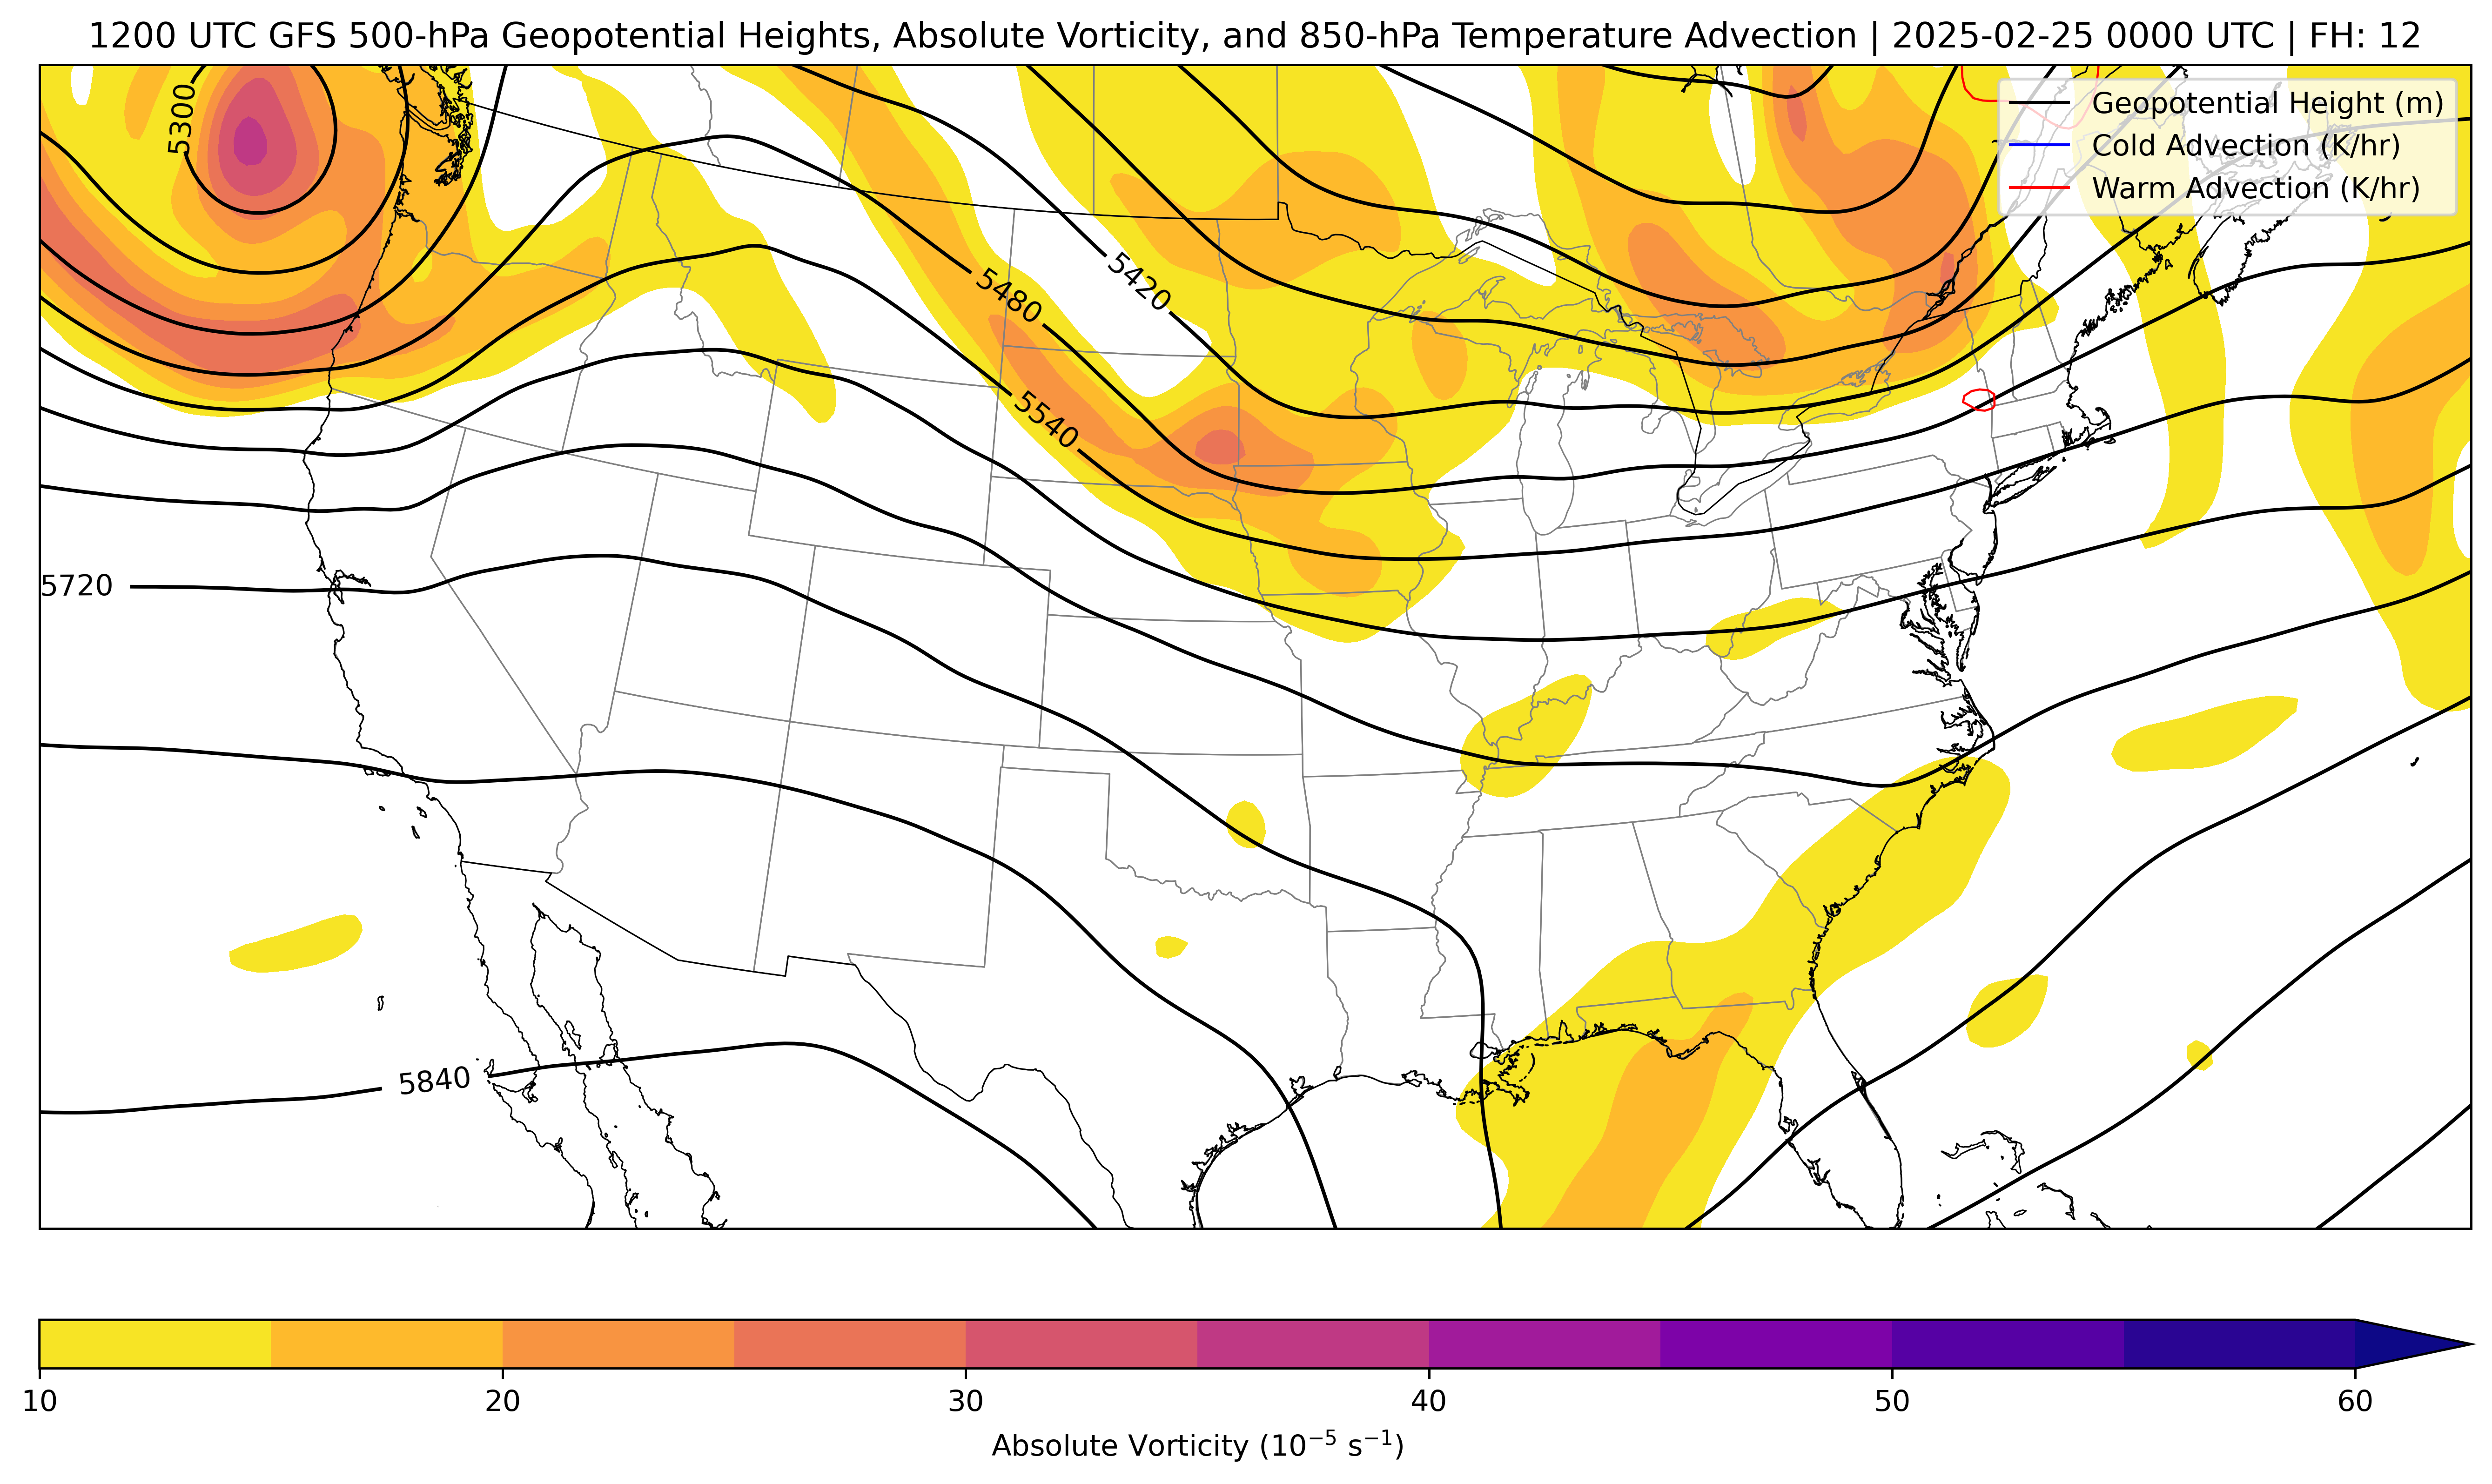 1200 UTC GFS 500-hPa Geopotential Heights, Absolute Vorticity, and 850-hPa Temperature Advection | 2025-02-25 0000 UTC | FH: 12
Geopotential Height (m)
Cold Advection (K/hr)
Warm Advection (K/hr)
5300
5420
5480
5540
5720
5840
10 20 30 40 50 60
Absolute Vorticity (10⁻⁵ s⁻¹)